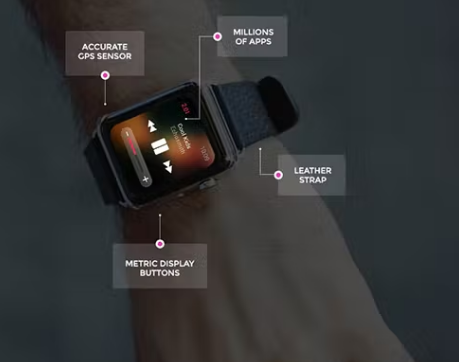 MILLIONS
OF APPS
ACCURATE
GPS SENSOR
LEATHER
STRAP
METRIC DISPLAY
BUTTONS